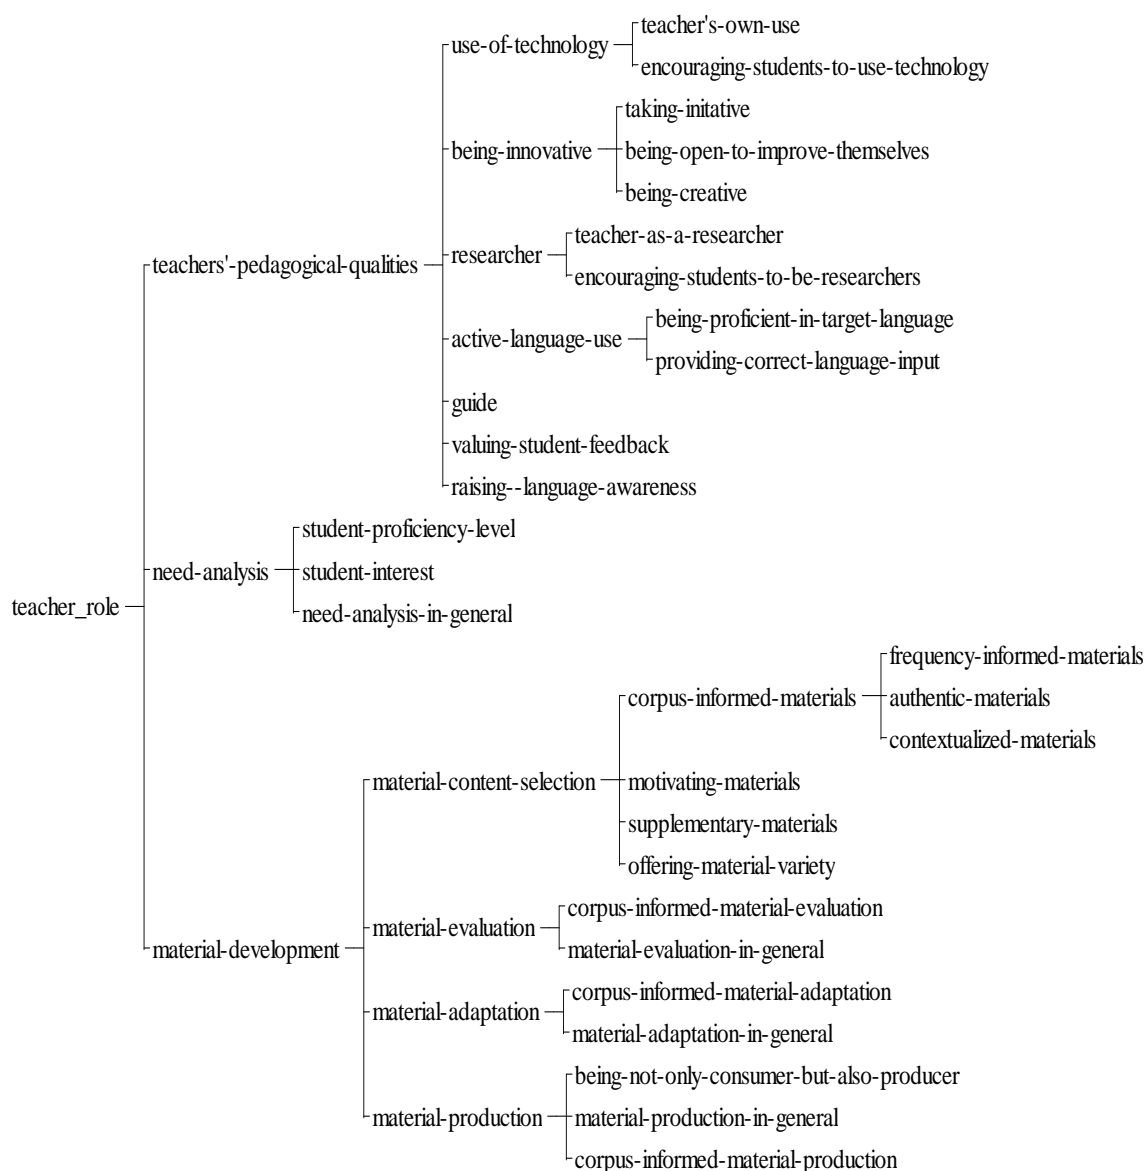 teacher's-own-use
use-of-technology
encouraging-students-to-use-technology
taking-initative
being-innovative
being-open-to-improve-themselves
being-creative
teacher-as-a-researcher
researcher
teachers'-pedagogical-qualities
encouraging-students-to-be-researchers
being-proficient-in-target-language
active-language-use
providing-correct-language-input
guide
valuing-student-feedback
raising--language-awareness
student-proficiency-level
need-analysis
student-interest
teacher_role
need-analysis-in-general
frequency-informed-materials
corpus-informed-materials
authentic-materials
contextualized-materials
material-content-selection
motivating-materials
supplementary-materials
offering-material-variety
corpus-informed-material-evaluation
material-evaluation
material-development
material-evaluation-in-general
corpus-informed-material-adaptation
material-adaptation
material-adaptation-in-general
being-not-only-consumer-but-also-producer
material-production
material-production-in-general
corpus-informed-material-production